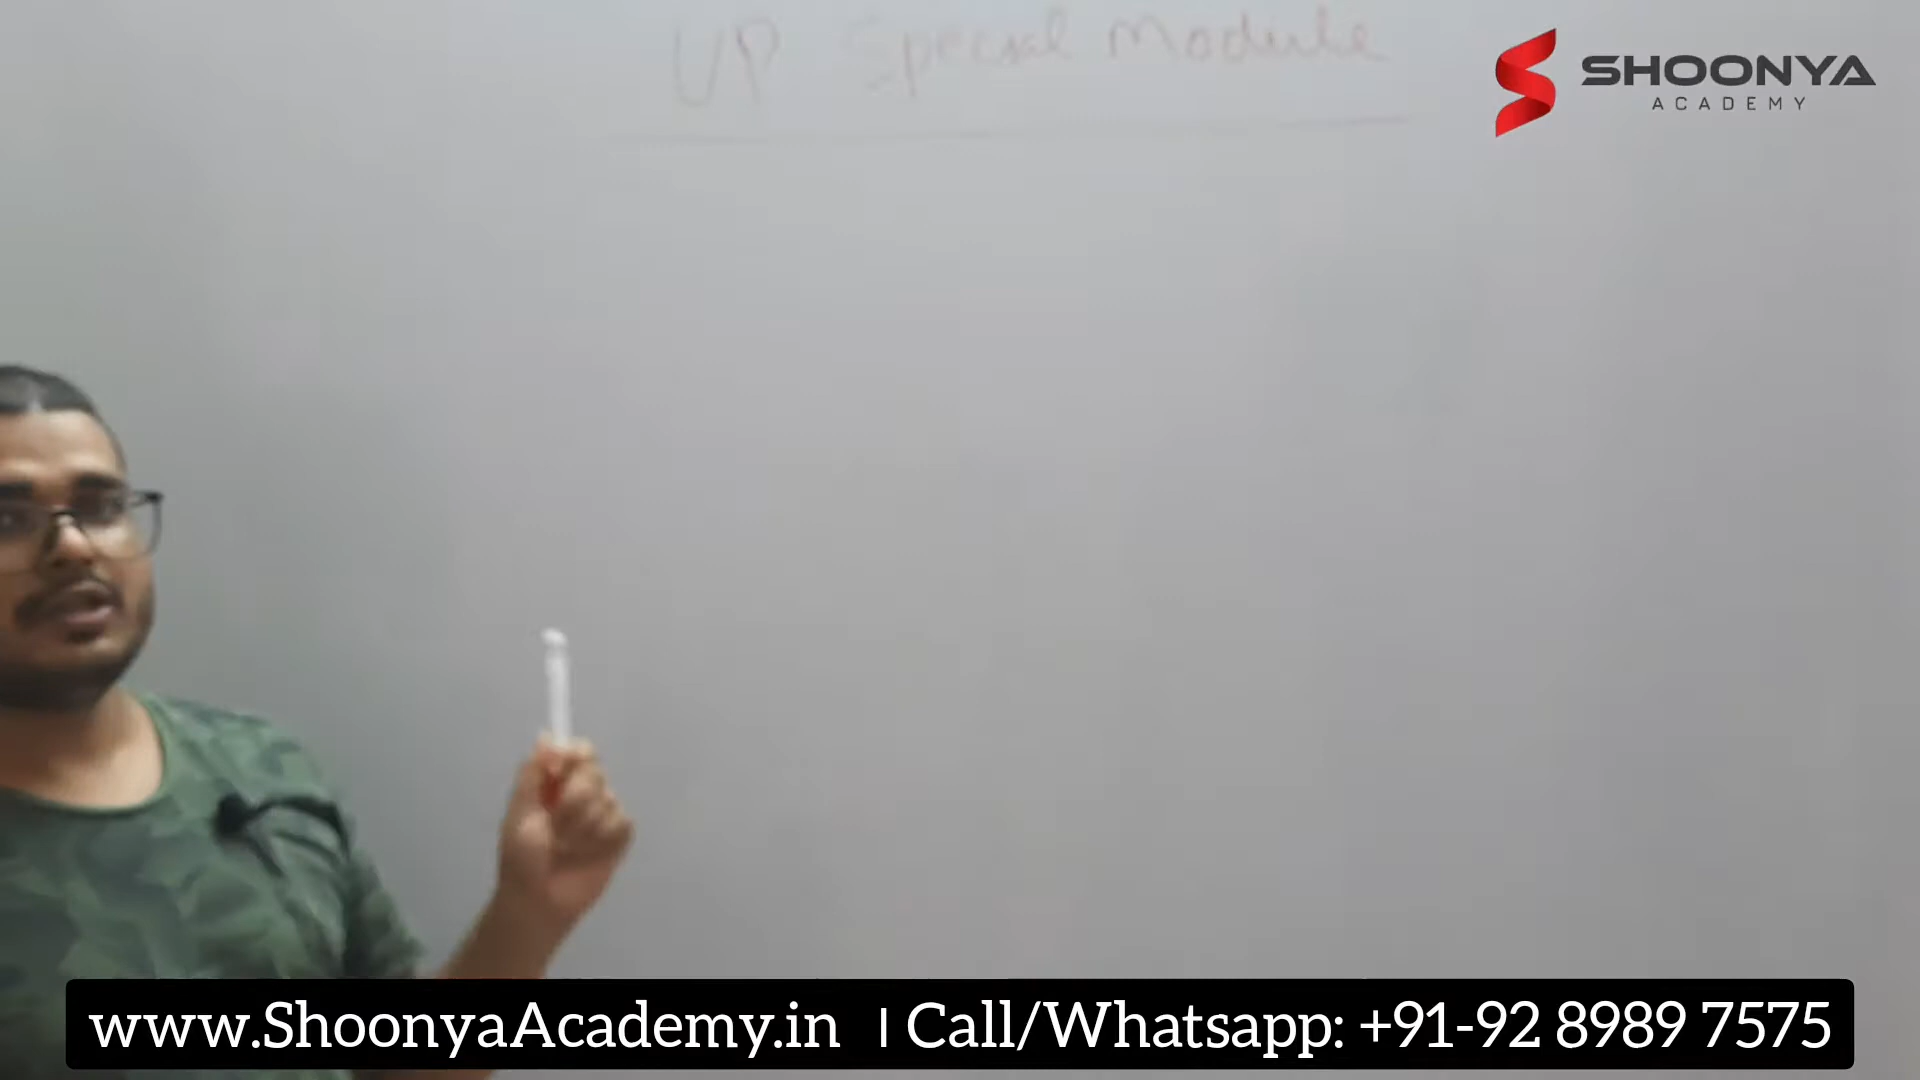 UP Special Module
SHOONYA
ACADEMY
www.ShoonyaAcademy.in | Call/Whatsapp: +91-92 8989 7575